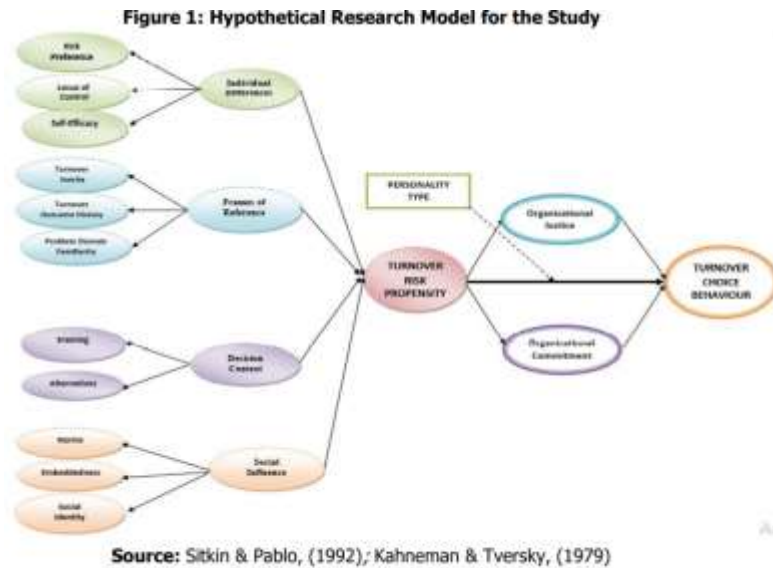 Figure 1: Hypothetical Research Model for the Study
Risk
Preference
Locus of
Control
Self-Efficacy
Individual
Differences
Turnover
Inertia
Turnover
Outcome History
Problem Domain
Familiarity
Frames of
Reference
PERSONALITY
TYPE
Organisational
Justice
TURNOVER
RISK
PROPENSITY
TURNOVER
CHOICE
BEHAVIOUR
Organizational
Commitment
Training
Alternatives
Decision
Context
Norms
Embeddedness
Social
Identity
Social
Influence
Source: Sitkin & Pablo, (1992); Kahneman & Tversky, (1979)